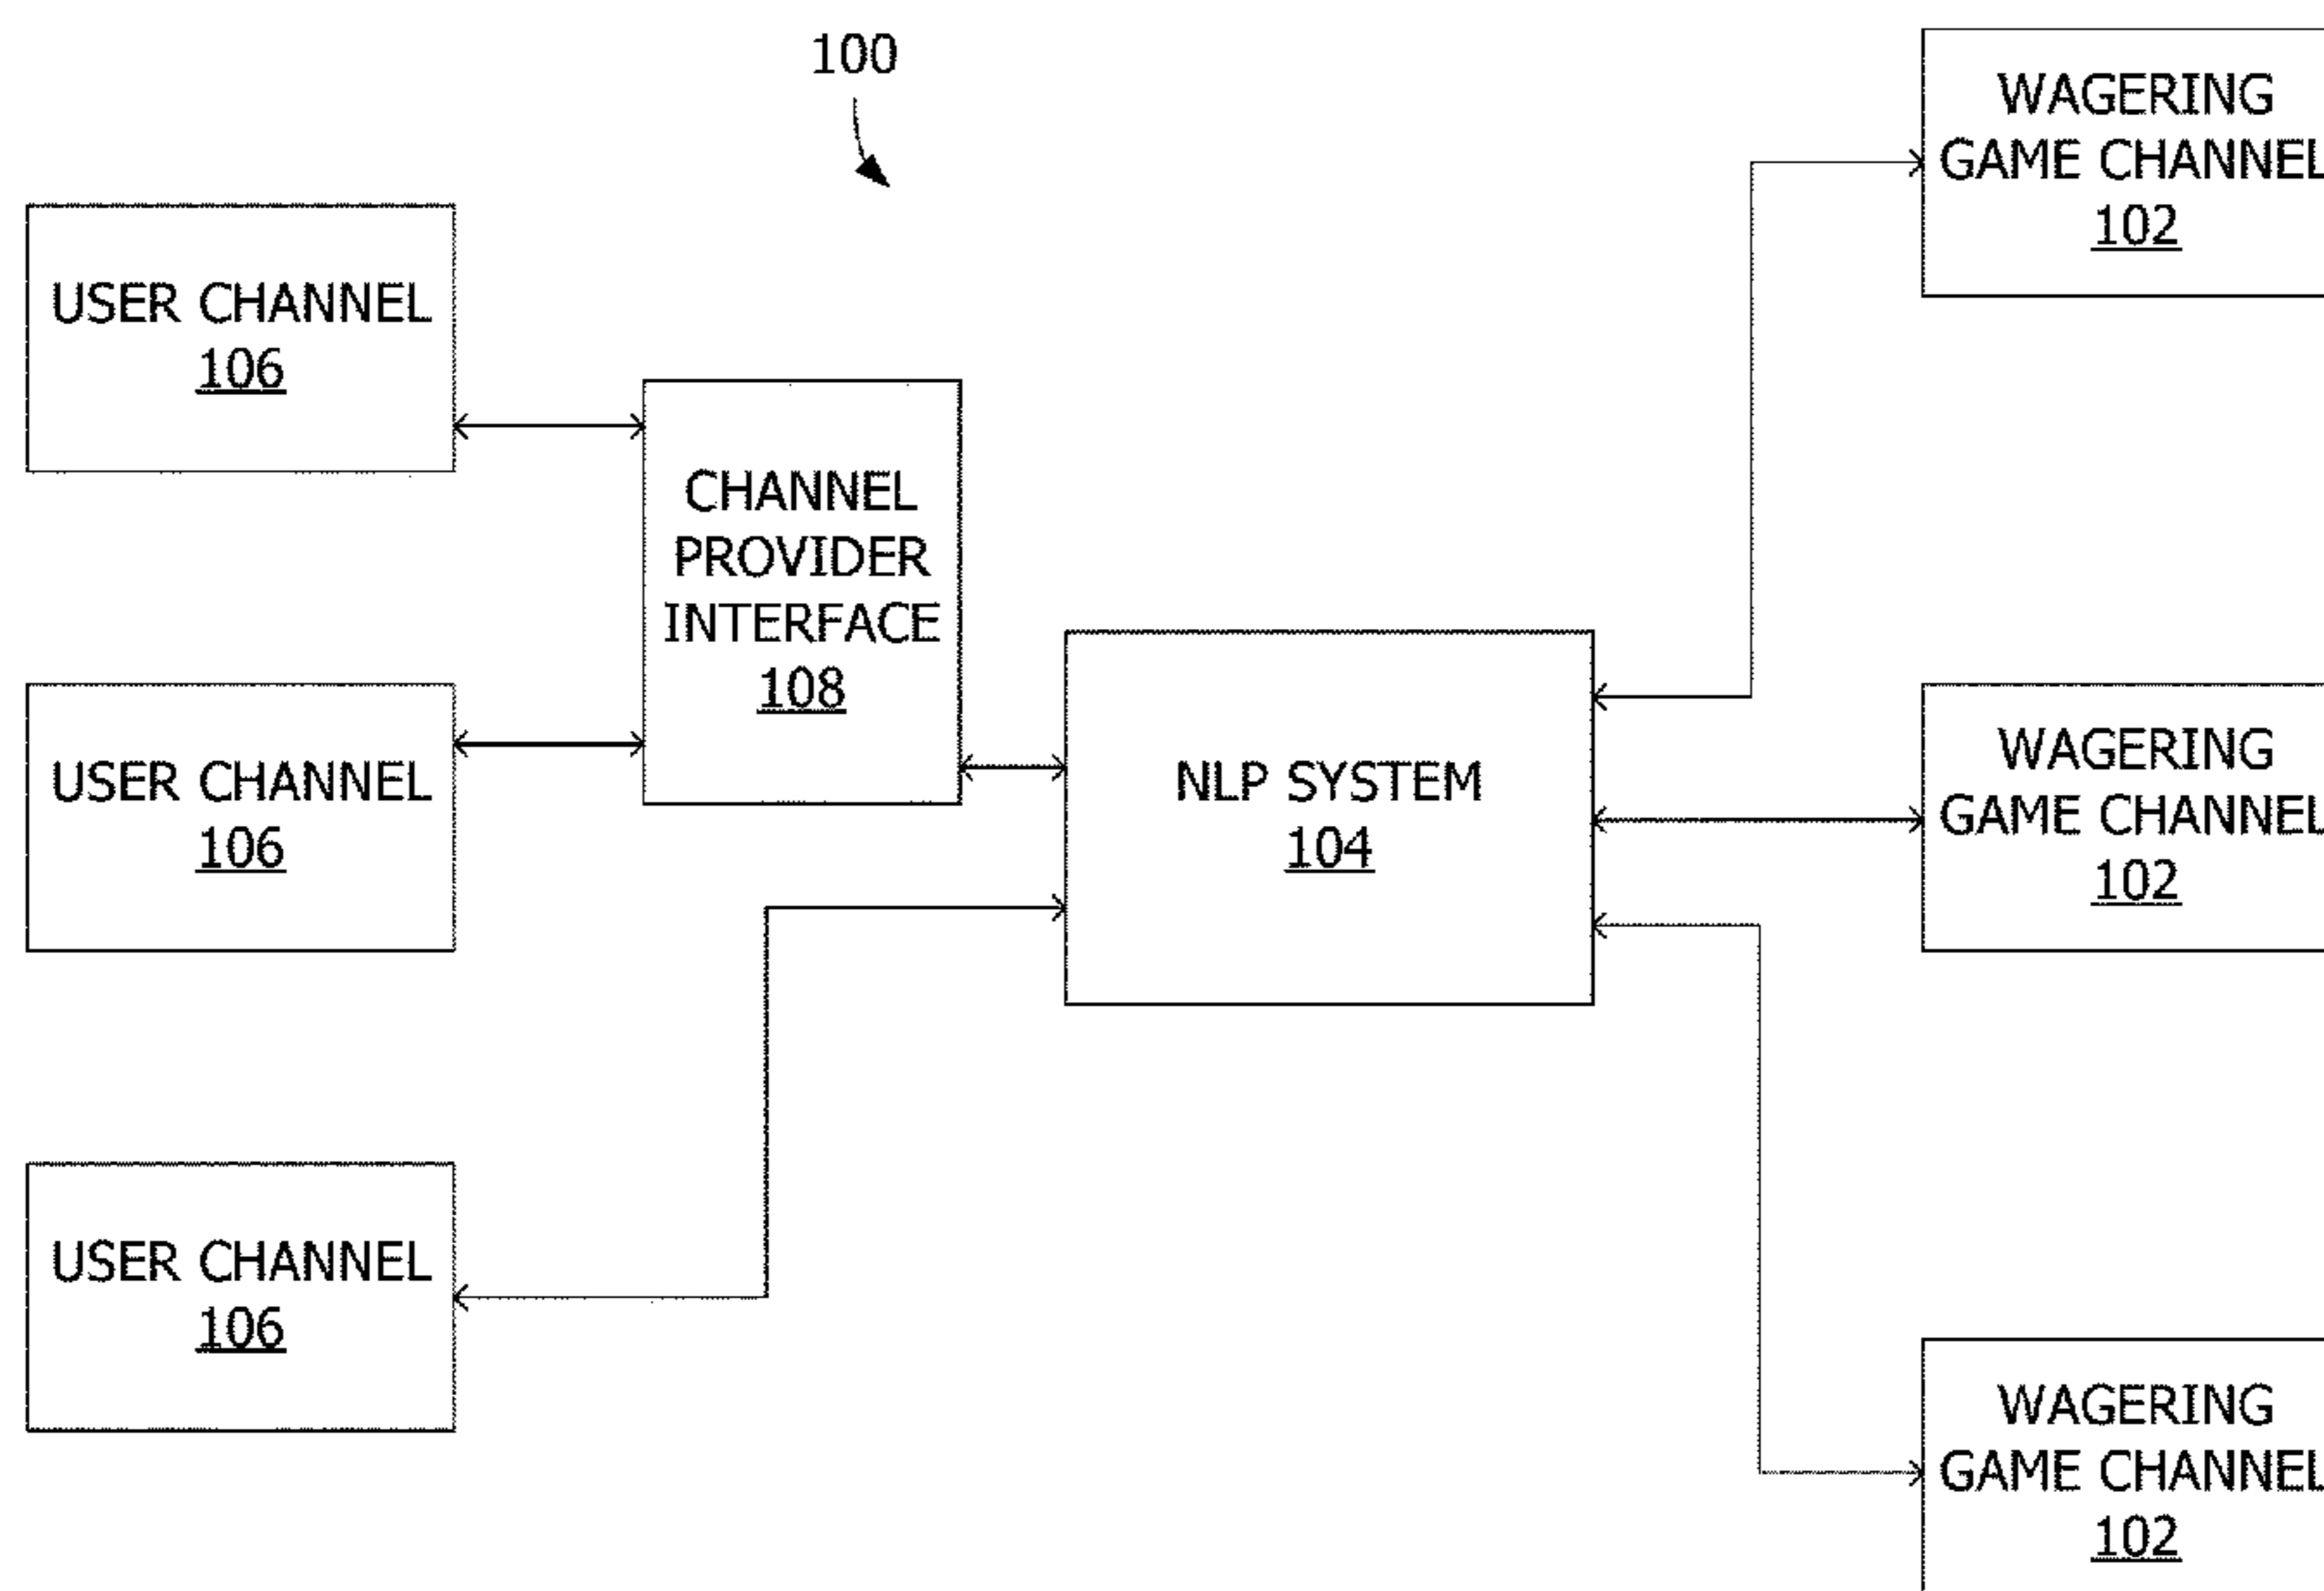 100
USER CHANNEL
106
USER CHANNEL
106
USER CHANNEL
106
CHANNEL
PROVIDER
INTERFACE
108
NLP SYSTEM
104
WAGERING
GAME CHANNEL
102
WAGERING
GAME CHANNEL
102
WAGERING
GAME CHANNEL
102